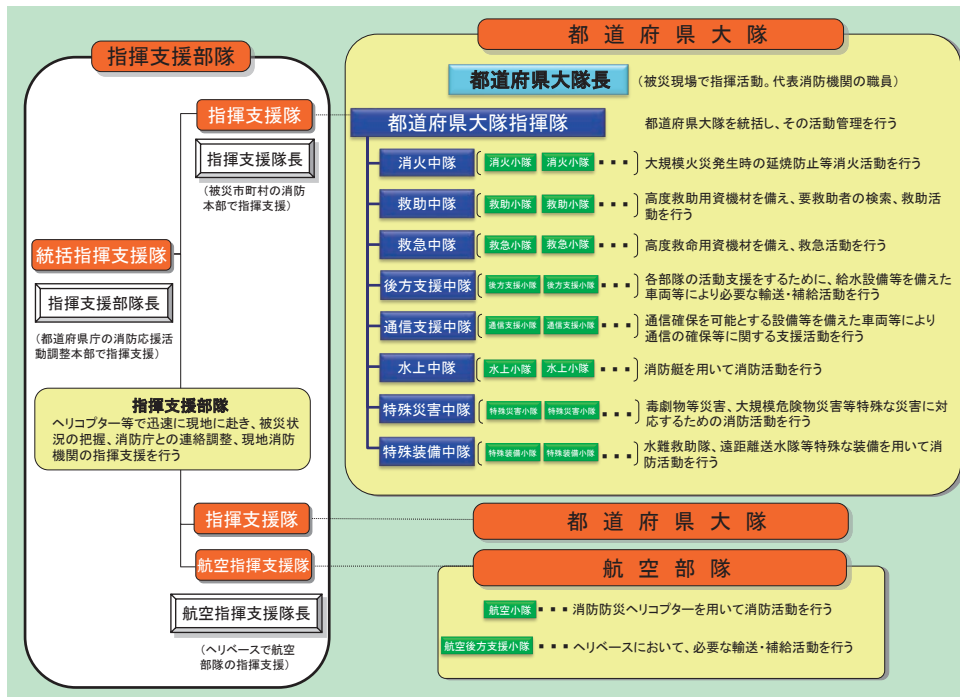 指揮支援部隊
指揮支援隊
指揮支援隊長
(被災市町村の消防
本部で指揮支援)
統括指揮支援隊
指揮支援部隊長
(都道府県庁の消防応援活
動調整本部で指揮支援)
指揮支援部隊
ヘリコプター等で迅速に現地に赴き、被災状
況の把握、消防庁との連絡調整、現地消防
機関の指揮支援を行う
指揮支援隊
航空指揮支援隊
航空指揮支援隊長
(ヘリベースで航空
部隊の指揮支援)
都道府県大隊
都道府県大隊長 (被災現場で指揮活動。代表消防機関の職員)
都道府県大隊指揮隊 都道府県大隊を統括し、その活動管理を行う
消火中隊 消火小隊 消火小隊 ・・・ 大規模火災発生時の延焼防止等消火活動を行う
救助中隊 救助小隊 救助小隊 ・・・ 高度救助用資機材を備え、要救助者の検索、救助活
動を行う
救急中隊 救急小隊 救急小隊 ・・・ 高度救命用資機材を備え、救急活動を行う
後方支援中隊 後方支援小隊 後方支援小隊 ・・・ 各部隊の活動支援をするために、給水設備等を備えた
車両等により必要な輸送・補給活動を行う
通信支援中隊 通信支援小隊 通信支援小隊 ・・・ 通信確保を可能とする設備等を備えた車両等により
通信の確保等に関する支援活動を行う
水上中隊 水上小隊 水上小隊 ・・・ 消防艇を用いて消防活動を行う
特殊災害中隊 特殊災害小隊 特殊災害小隊 ・・・ 毒劇物等災害、大規模危険物災害等特殊な災害に対
応するための消防活動を行う
特殊装備中隊 特殊装備小隊 特殊装備小隊 ・・・ 水難救助隊、遠距離送水隊等特殊な装備を用いて消
防活動を行う
都道府県大隊
航空部隊
航空小隊 ・・・ 消防防災ヘリコプターを用いて消防活動を行う
航空後方支援小隊 ・・・ ヘリベースにおいて、必要な輸送・補給活動を行う